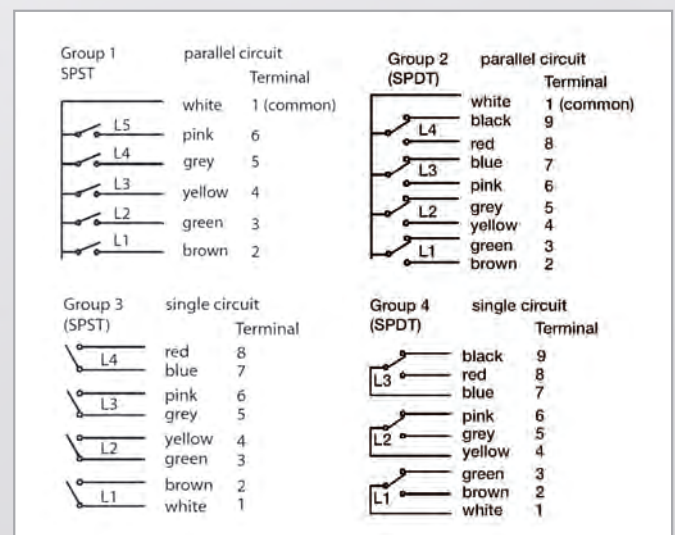 Group 1 parallel circuit
SPST Terminal
white 1 (common)
L5 pink 6
L4 grey 5
L3 yellow 4
L2 green 3
L1 brown 2
Group 2 parallel circuit
(SPDT) Terminal
white 1 (common)
black 9
L4
red 8
blue 7
L3
pink 6
grey 5
L2
yellow 4
green 3
L1
brown 2
Group 3 single circuit
(SPST) Terminal
red 8
L4
blue 7
pink 6
L3
grey 5
yellow 4
L2
green 3
brown 2
L1
white 1
Group 4 single circuit
(SPDT) Terminal
black 9
L3 red 8
blue 7
pink 6
L2 grey 5
yellow 4
green 3
L1 brown 2
white 1